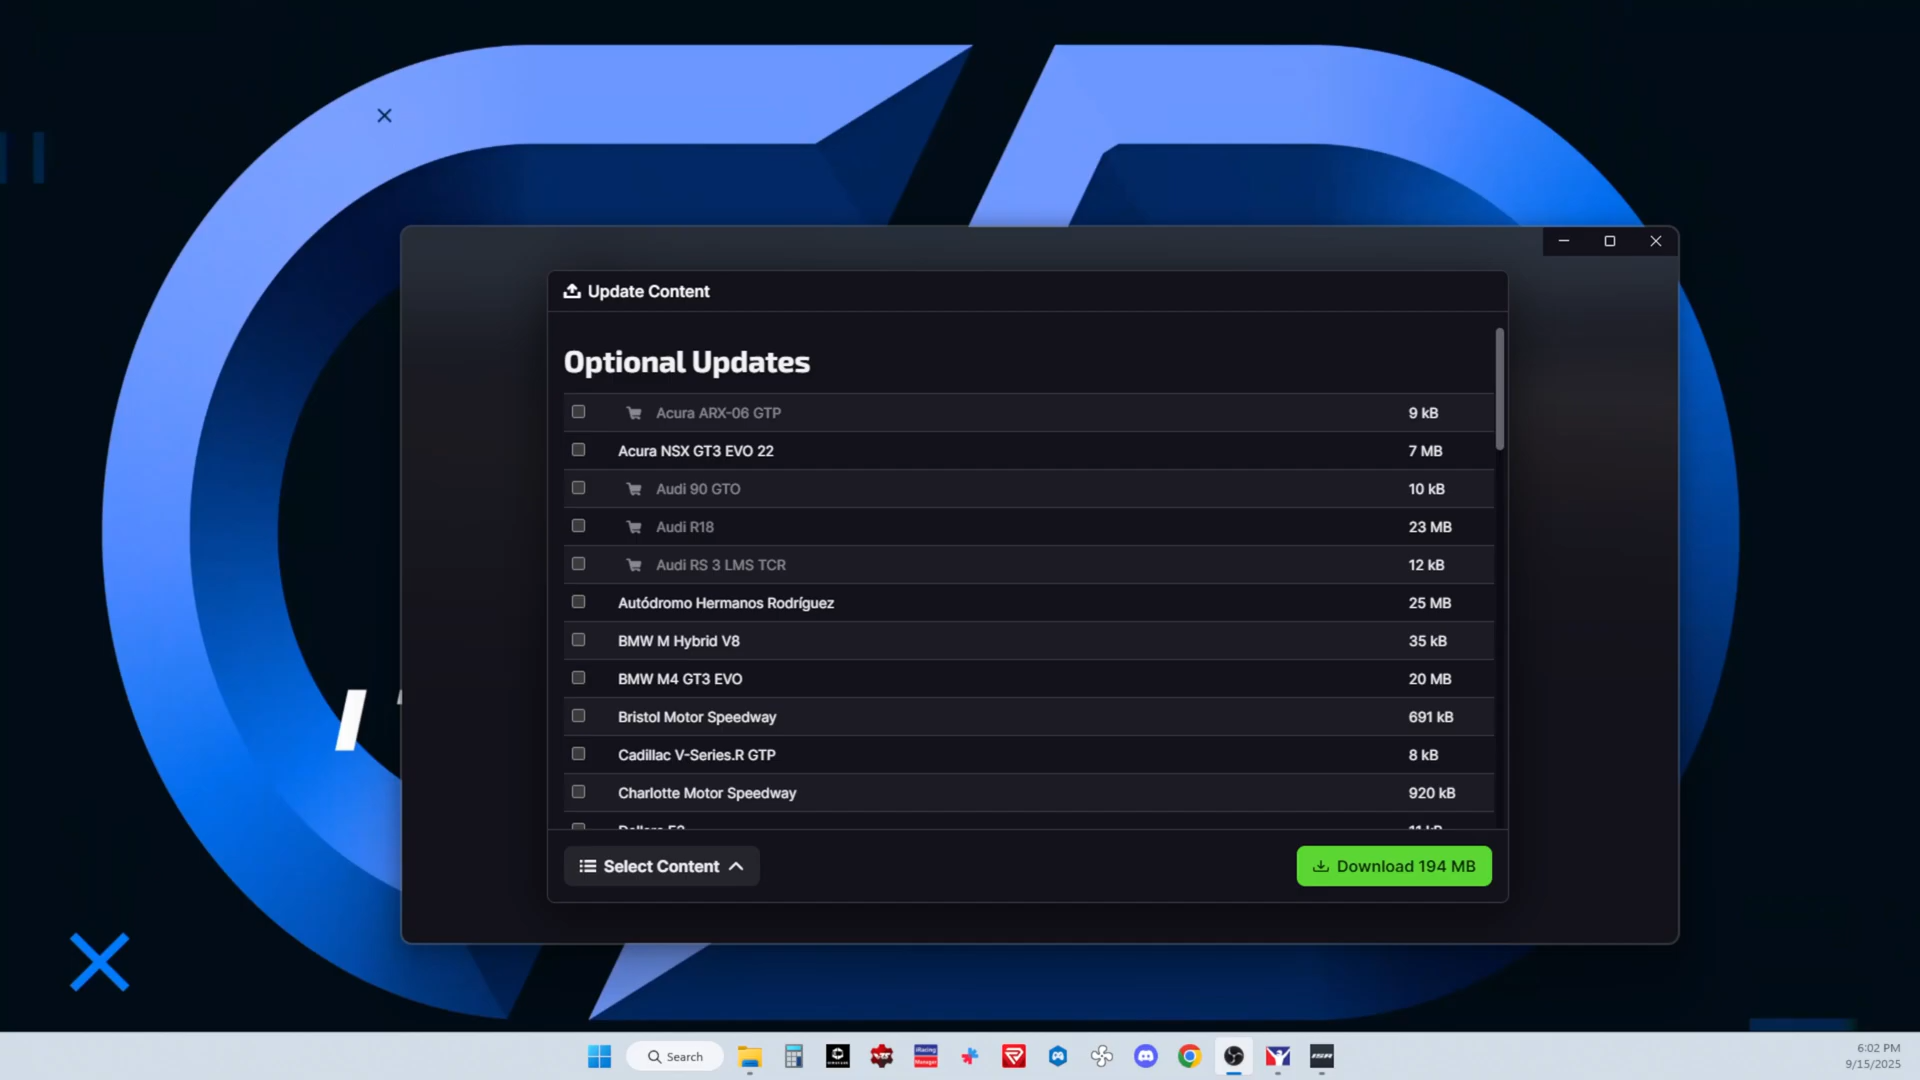 Update Content
Optional Updates
Acura ARX-06 GTP 9 kB
Acura NSX GT3 EVO 22 7 MB
Audi 90 GTO 10 kB
Audi R18 23 MB
Audi RS 3 LMS TCR 12 kB
Autódromo Hermanos Rodríguez 25 MB
BMW M Hybrid V8 35 kB
BMW M4 GT3 EVO 20 MB
Bristol Motor Speedway 691 kB
Cadillac V-Series.R GTP 8 kB
Charlotte Motor Speedway 920 kB
Select Content
Download 194 MB
Search
6:02 PM
9/15/2025